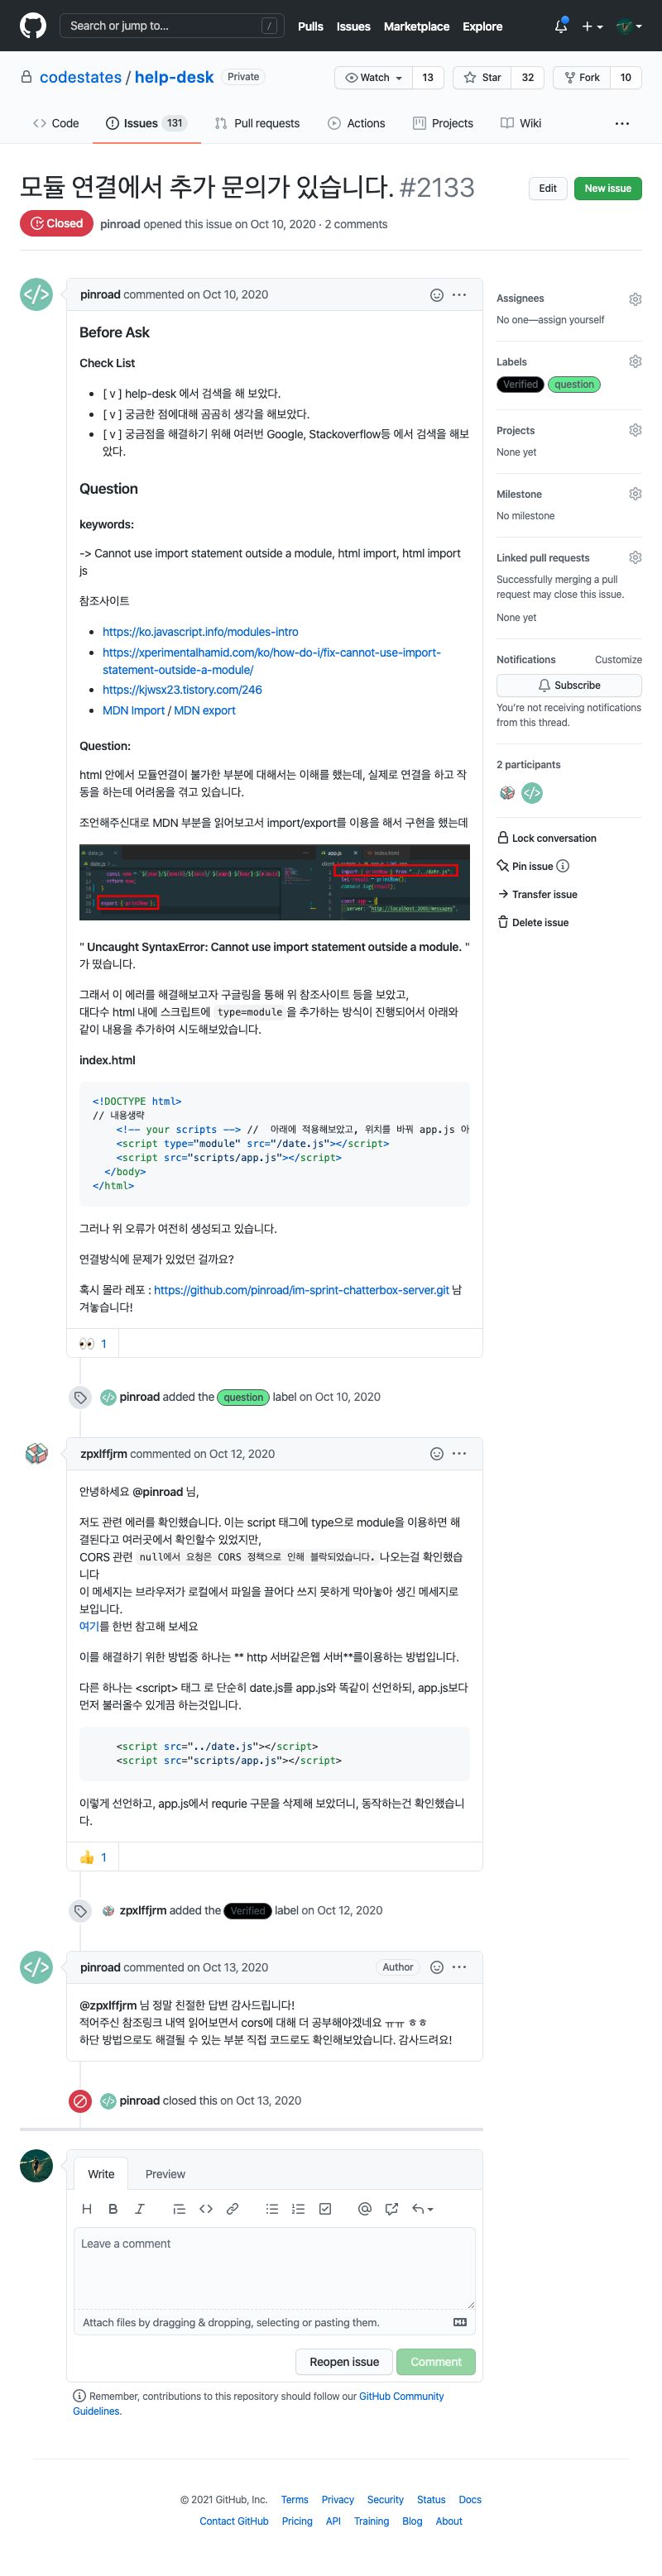 Search or jump to... /
Pulls Issues Marketplace Explore
codestates / help-desk Private
Watch 13 Star 32 Fork 10
Code Issues 131 Pull requests Actions Projects Wiki ...
모듈 연결에서 추가 문의가 있습니다. #2133
Edit New issue
Closed pinroad opened this issue on Oct 10, 2020 · 2 comments
pinroad commented on Oct 10, 2020
Before Ask
Check List
• [ v ] help-desk 에서 검색을 해 보았다.
• [ v ] 궁금한 점에대해 곰곰히 생각을 해보았다.
• [ v ] 궁금점을 해결하기 위해 여러번 Google, Stackoverflow등 에서 검색을 해보
았다.
Question
keywords:
-> Cannot use import statement outside a module, html import, html import
js
참조사이트
• https://ko.javascript.info/modules-intro
• https://xperimentalhamid.com/ko/how-do-i/fix-cannot-use-import-
statement-outside-a-module/
• https://kjwsx23.tistory.com/246
• MDN Import / MDN export
Question:
html 안에서 모듈연결이 불가한 부분에 대해서는 이해를 했는데, 실제로 연결을 하고 작
동을 하는데 어려움을 겪고 있습니다.
조언해주신대로 MDN 부분을 읽어보고서 import/export를 이용을 해서 구현을 했는데
date.js app.js index.html
export { printNow };
import { printNow } from "../../date.js"
" Uncaught SyntaxError: Cannot use import statement outside a module. "
가 떴습니다.
그래서 이 에러를 해결해보고자 구글링을 통해 위 참조사이트 등을 보았고,
대다수 html 내에 스크립트에 type=module 을 추가하는 방식이 진행되어서 아래와
같이 내용을 추가하여 시도해보았습니다.
index.html
<!DOCTYPE html>
// 내용생략
<!-- your scripts --> // 아래에 적용해보았고, 위치를 바꿔 app.js 아
<script type="module" src="/date.js"></script>
<script src="scripts/app.js"></script>
</body>
</html>
그러나 위 오류가 여전히 생성되고 있습니다.
연결방식에 문제가 있었던 걸까요?
혹시 몰라 레포 : https://github.com/pinroad/im-sprint-chatterbox-server.git 남
겨놓습니다!
👀 1
pinroad added the question label on Oct 10, 2020
zpxlffjrm commented on Oct 12, 2020
안녕하세요 @pinroad 님,
저도 관련 에러를 확인했습니다. 이는 script 태그에 type으로 module을 이용하면 해
결된다고 여러곳에서 확인할수 있었지만,
CORS 관련 null에서 요청은 CORS 정책으로 인해 블락되었습니다. 나오는걸 확인했습
니다
이 메세지는 브라우저가 로컬에서 파일을 끌어다 쓰지 못하게 막아놓아 생긴 메세지로
보입니다.
여기를 한번 참고해 보세요
이를 해결하기 위한 방법중 하나는 ** http 서버같은웹 서버**를이용하는 방법입니다.
다른 하나는 <script> 태그 로 단순히 date.js를 app.js와 똑같이 선언하되, app.js보다
먼저 불러올수 있게끔 하는것입니다.
<script src="../date.js"></script>
<script src="scripts/app.js"></script>
이렇게 선언하고, app.js에서 requrie 구문을 삭제해 보았더니, 동작하는건 확인했습니
다.
👍 1
zpxlffjrm added the Verified label on Oct 12, 2020
pinroad commented on Oct 13, 2020 Author
@zpxlffjrm 님 정말 친절한 답변 감사드립니다!
적어주신 참조링크 내역 읽어보면서 cors에 대해 더 공부해야겠네요 ㅠㅠ ㅎㅎ
하단 방법으로도 해결될 수 있는 부분 직접 코드로도 확인해보았습니다. 감사드려요!
pinroad closed this on Oct 13, 2020
Write Preview
Leave a comment
Attach files by dragging & dropping, selecting or pasting them.
Reopen issue Comment
Remember, contributions to this repository should follow our GitHub Community
Guidelines.
Assignees
No one—assign yourself
Labels
Verified question
Projects
None yet
Milestone
No milestone
Linked pull requests
Successfully merging a pull
request may close this issue.
None yet
Notifications Customize
Subscribe
You're not receiving notifications
from this thread.
2 participants
Lock conversation
Pin issue
Transfer issue
Delete issue
© 2021 GitHub, Inc. Terms Privacy Security Status Docs
Contact GitHub Pricing API Training Blog About